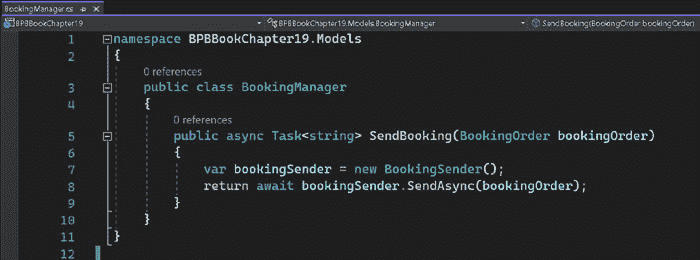 BookingManager.cs
BPBBookChapter19
BPBBookChapter19.Models.BookingManager
SendBooking(BookingOrder bookingOrder)
1 namespace BPBBookChapter19.Models
2 {
0 references
3 public class BookingManager
4 {
0 references
5 public async Task<string> SendBooking(BookingOrder bookingOrder)
6 {
7 var bookingSender = new BookingSender();
8 return await bookingSender.SendAsync(bookingOrder);
9 }
10 }
11 }
12